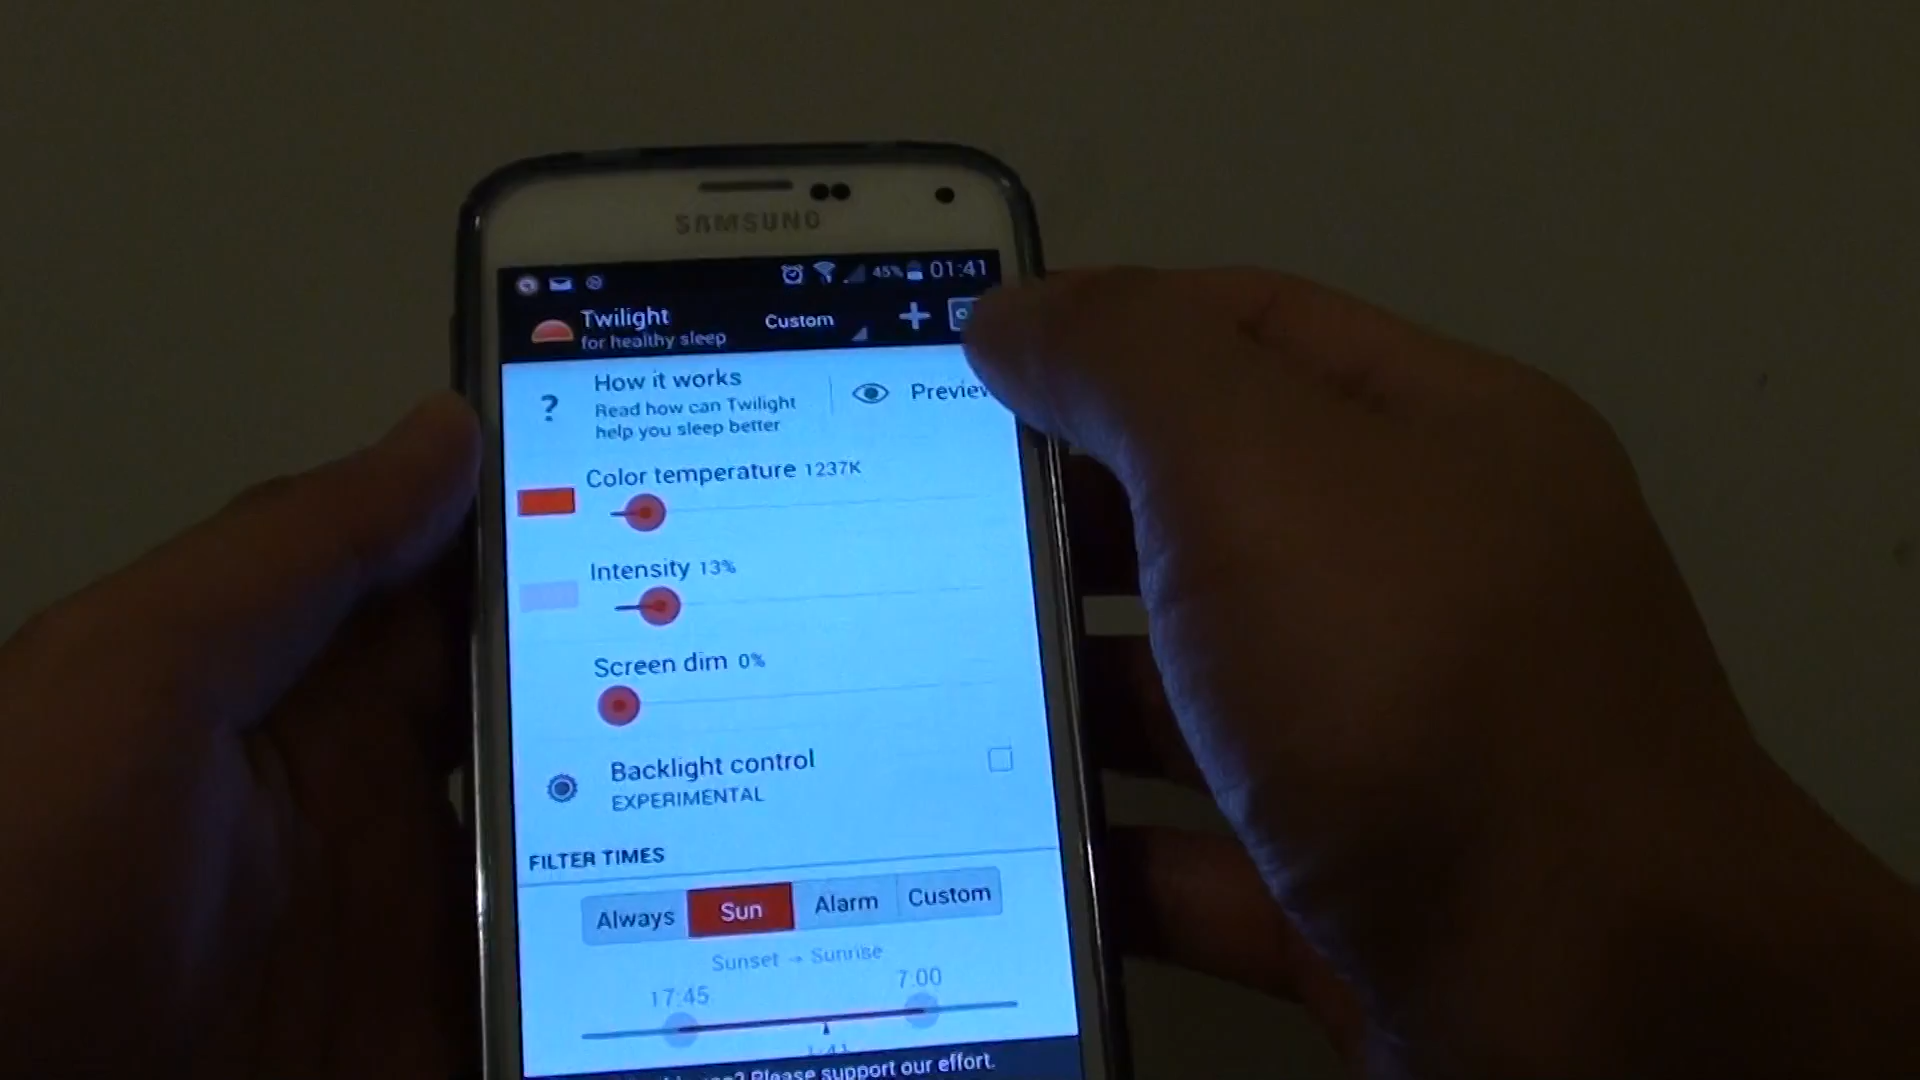 SAMSUNG
45% 01:41
Twilight
for healthy sleep
Custom
How it works
Read how can Twilight
help you sleep better
Preview
Color temperature 1237K
Intensity 13%
Screen dim 0%
Backlight control
EXPERIMENTAL
FILTER TIMES
Always Sun Alarm Custom
Sunset → Sunrise
17:45 7:00
Please support our effort.